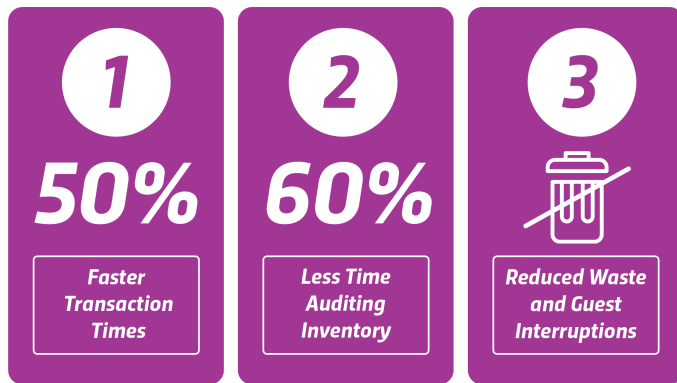 1
50%
Faster
Transaction
Times
2
60%
Less Time
Auditing
Inventory
3
Reduced Waste
and Guest
Interruptions